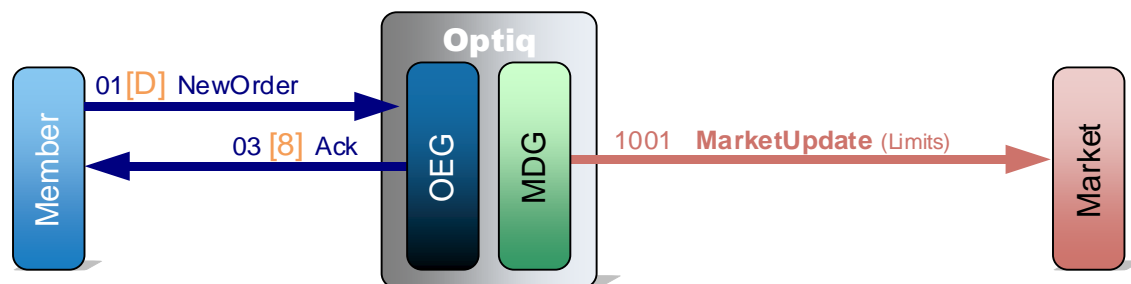 Optiq
01[D] NewOrder
03 [8] Ack
1001 MarketUpdate (Limits)
Member
OEG
MDG
Market